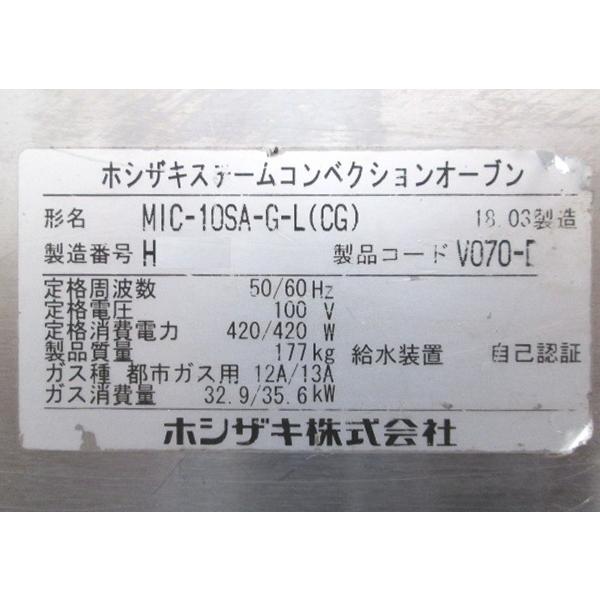 ホシザキスチームコンベクションオーブン
形名 MIC-10SA-G-L(CG) 18.03製造
製造番号 H 製品コード V070-
定格周波数 50/60 Hz
定格電圧 100 V
定格消費電力 420/420 W
製品質量 177kg 給水装置 自己認証
ガス種 都市ガス用 12A/13A
ガス消費量 32.9/35.6kW
ホシザキ株式会社